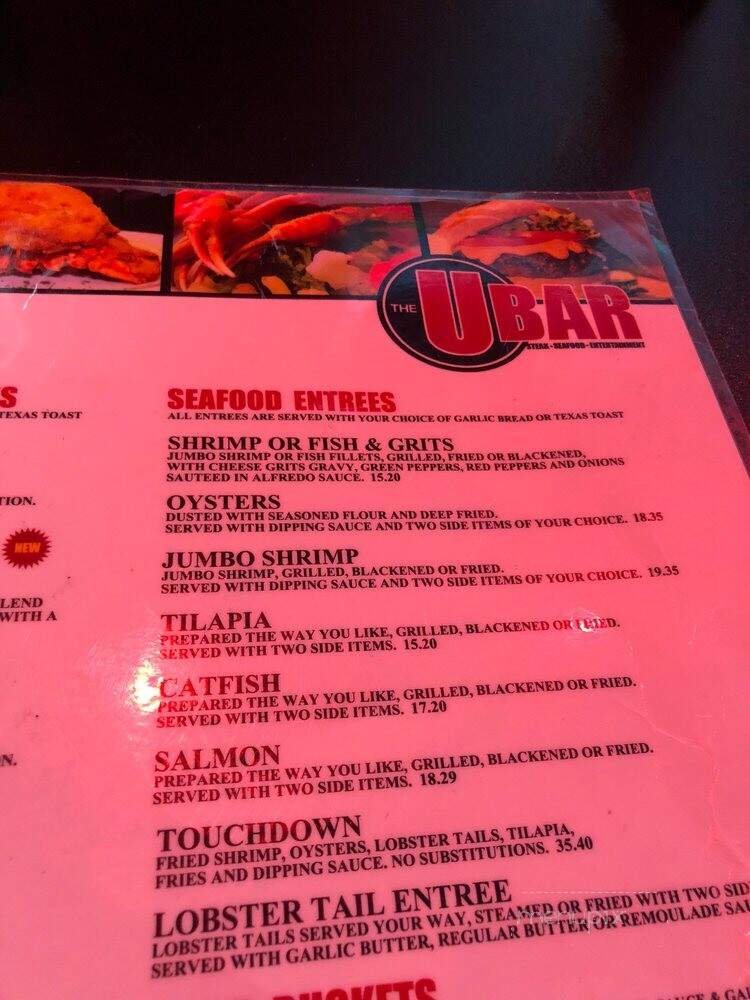 THE UBAR
STEAK - SEAFOOD - ENTERTAINMENT
S
TEXAS TOAST
TION.
NEW
LEND
WITH A
N.
SEAFOOD ENTREES
ALL ENTREES ARE SERVED WITH YOUR CHOICE OF GARLIC BREAD OR TEXAS TOAST
SHRIMP OR FISH & GRITS
JUMBO SHRIMP OR FISH FILLETS, GRILLED, FRIED OR BLACKENED,
WITH CHEESE GRITS GRAVY, GREEN PEPPERS, RED PEPPERS AND ONIONS
SAUTEED IN ALFREDO SAUCE. 15.20
OYSTERS
DUSTED WITH SEASONED FLOUR AND DEEP FRIED.
SERVED WITH DIPPING SAUCE AND TWO SIDE ITEMS OF YOUR CHOICE. 18.35
JUMBO SHRIMP
JUMBO SHRIMP, GRILLED, BLACKENED OR FRIED.
SERVED WITH DIPPING SAUCE AND TWO SIDE ITEMS OF YOUR CHOICE. 19.35
TILAPIA
PREPARED THE WAY YOU LIKE, GRILLED, BLACKENED OR FRIED.
SERVED WITH TWO SIDE ITEMS. 15.20
CATFISH
PREPARED THE WAY YOU LIKE, GRILLED, BLACKENED OR FRIED.
SERVED WITH TWO SIDE ITEMS. 17.20
SALMON
PREPARED THE WAY YOU LIKE, GRILLED, BLACKENED OR FRIED.
SERVED WITH TWO SIDE ITEMS. 18.29
TOUCHDOWN
FRIED SHRIMP, OYSTERS, LOBSTER TAILS, TILAPIA,
FRIES AND DIPPING SAUCE. NO SUBSTITUTIONS. 35.40
LOBSTER TAIL ENTREE
LOBSTER TAILS SERVED YOUR WAY, STEAMED OR FRIED WITH TWO SID
SERVED WITH GARLIC BUTTER, REGULAR BUTTER OR REMOULADE SA
menupix
BUCKETS